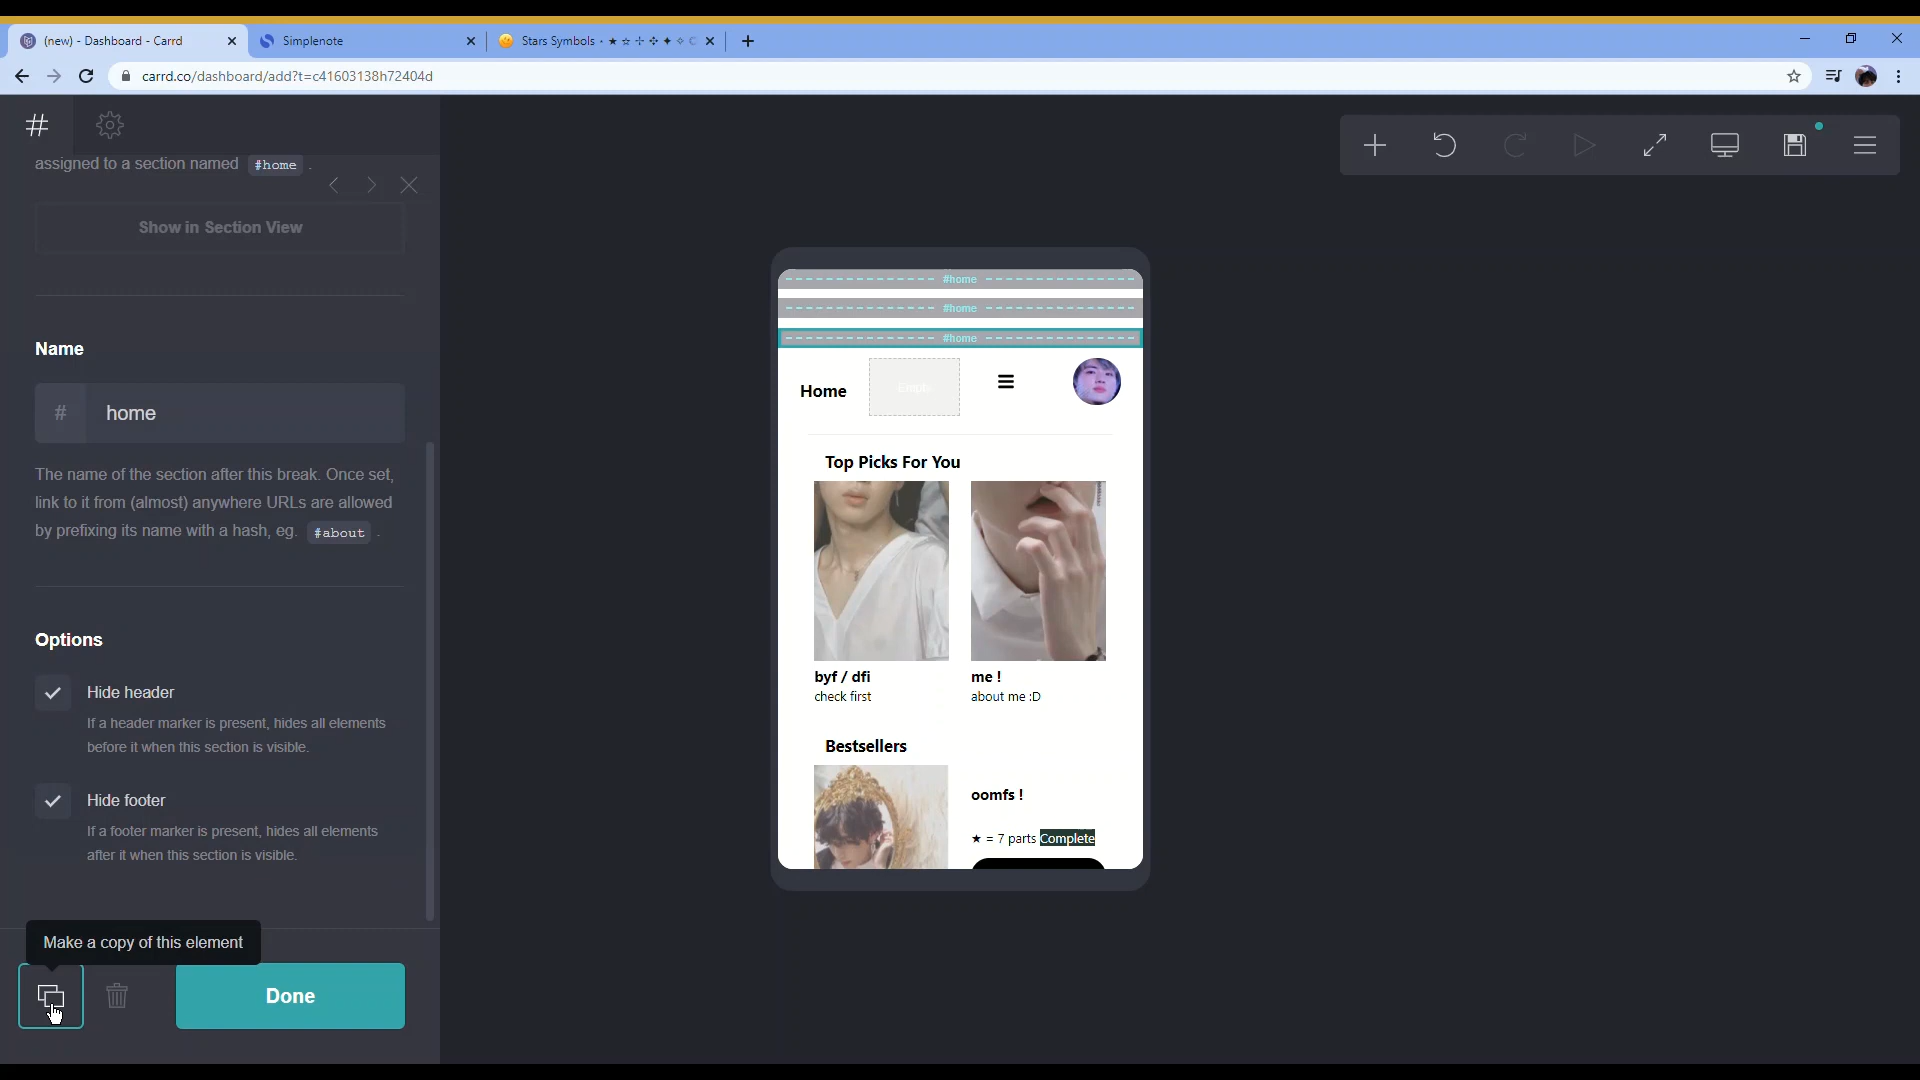 (new) - Dashboard - Carrd
Simplenote
Stars Symbols · ★ ☆ ⊹ ✣ ✦ ✧ ☾
carrd.co/dashboard/add?t=c41603138h72404d
assigned to a section named #home .
Show in Section View
Name
# home
The name of the section after this break. Once set,
link to it from (almost) anywhere URLs are allowed
by prefixing its name with a hash, eg. #about .
Options
Hide header
If a header marker is present, hides all elements
before it when this section is visible.
Hide footer
If a footer marker is present, hides all elements
after it when this section is visible.
Make a copy of this element
Done
#home
#home
#home
Home
Empty
Top Picks For You
byf / dfi
check first
me !
about me :D
Bestsellers
oomfs !
★ = 7 parts Complete